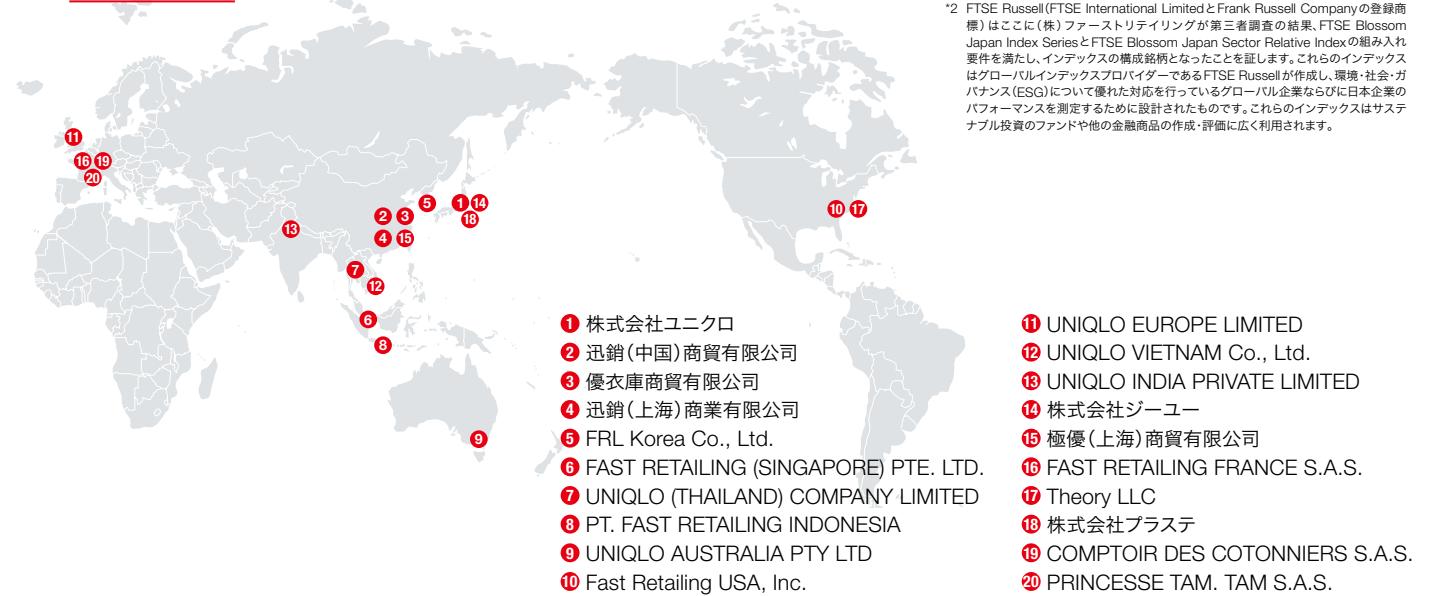 *2 FTSE Russell(FTSE International LimitedとFrank Russell Companyの登録商
標)はここに(株)ファーストリテイリングが第三者調査の結果、FTSE Blossom
Japan Index SeriesとFTSE Blossom Japan Sector Relative Indexの組み入れ
要件を満たし、インデックスの構成銘柄となったことを証します。これらのインデックス
はグローバルインデックスプロバイダーであるFTSE Russellが作成し、環境・社会・ガ
バナンス(ESG)について優れた対応を行っているグローバル企業ならびに日本企業の
パフォーマンスを測定するために設計されたものです。これらのインデックスはサステ
ナブル投資のファンドや他の金融商品の作成・評価に広く利用されます。
11
16 19
20
13
2 3
4 15
5
1 14
18
7
12
6
8
9
10 17
1 株式会社ユニクロ
2 迅銷(中国)商貿有限公司
3 優衣庫商貿有限公司
4 迅銷(上海)商業有限公司
5 FRL Korea Co., Ltd.
6 FAST RETAILING (SINGAPORE) PTE. LTD.
7 UNIQLO (THAILAND) COMPANY LIMITED
8 PT. FAST RETAILING INDONESIA
9 UNIQLO AUSTRALIA PTY LTD
10 Fast Retailing USA, Inc.
11 UNIQLO EUROPE LIMITED
12 UNIQLO VIETNAM Co., Ltd.
13 UNIQLO INDIA PRIVATE LIMITED
14 株式会社ジーユー
15 極優(上海)商貿有限公司
16 FAST RETAILING FRANCE S.A.S.
17 Theory LLC
18 株式会社プラステ
19 COMPTOIR DES COTONNIERS S.A.S.
20 PRINCESSE TAM. TAM S.A.S.